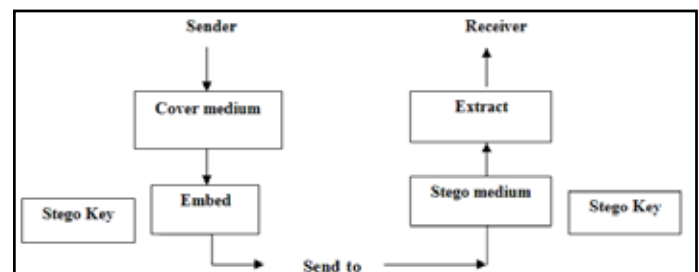 Sender
Receiver
Cover medium
Extract
Stego Key
Embed
Stego medium
Stego Key
Send to